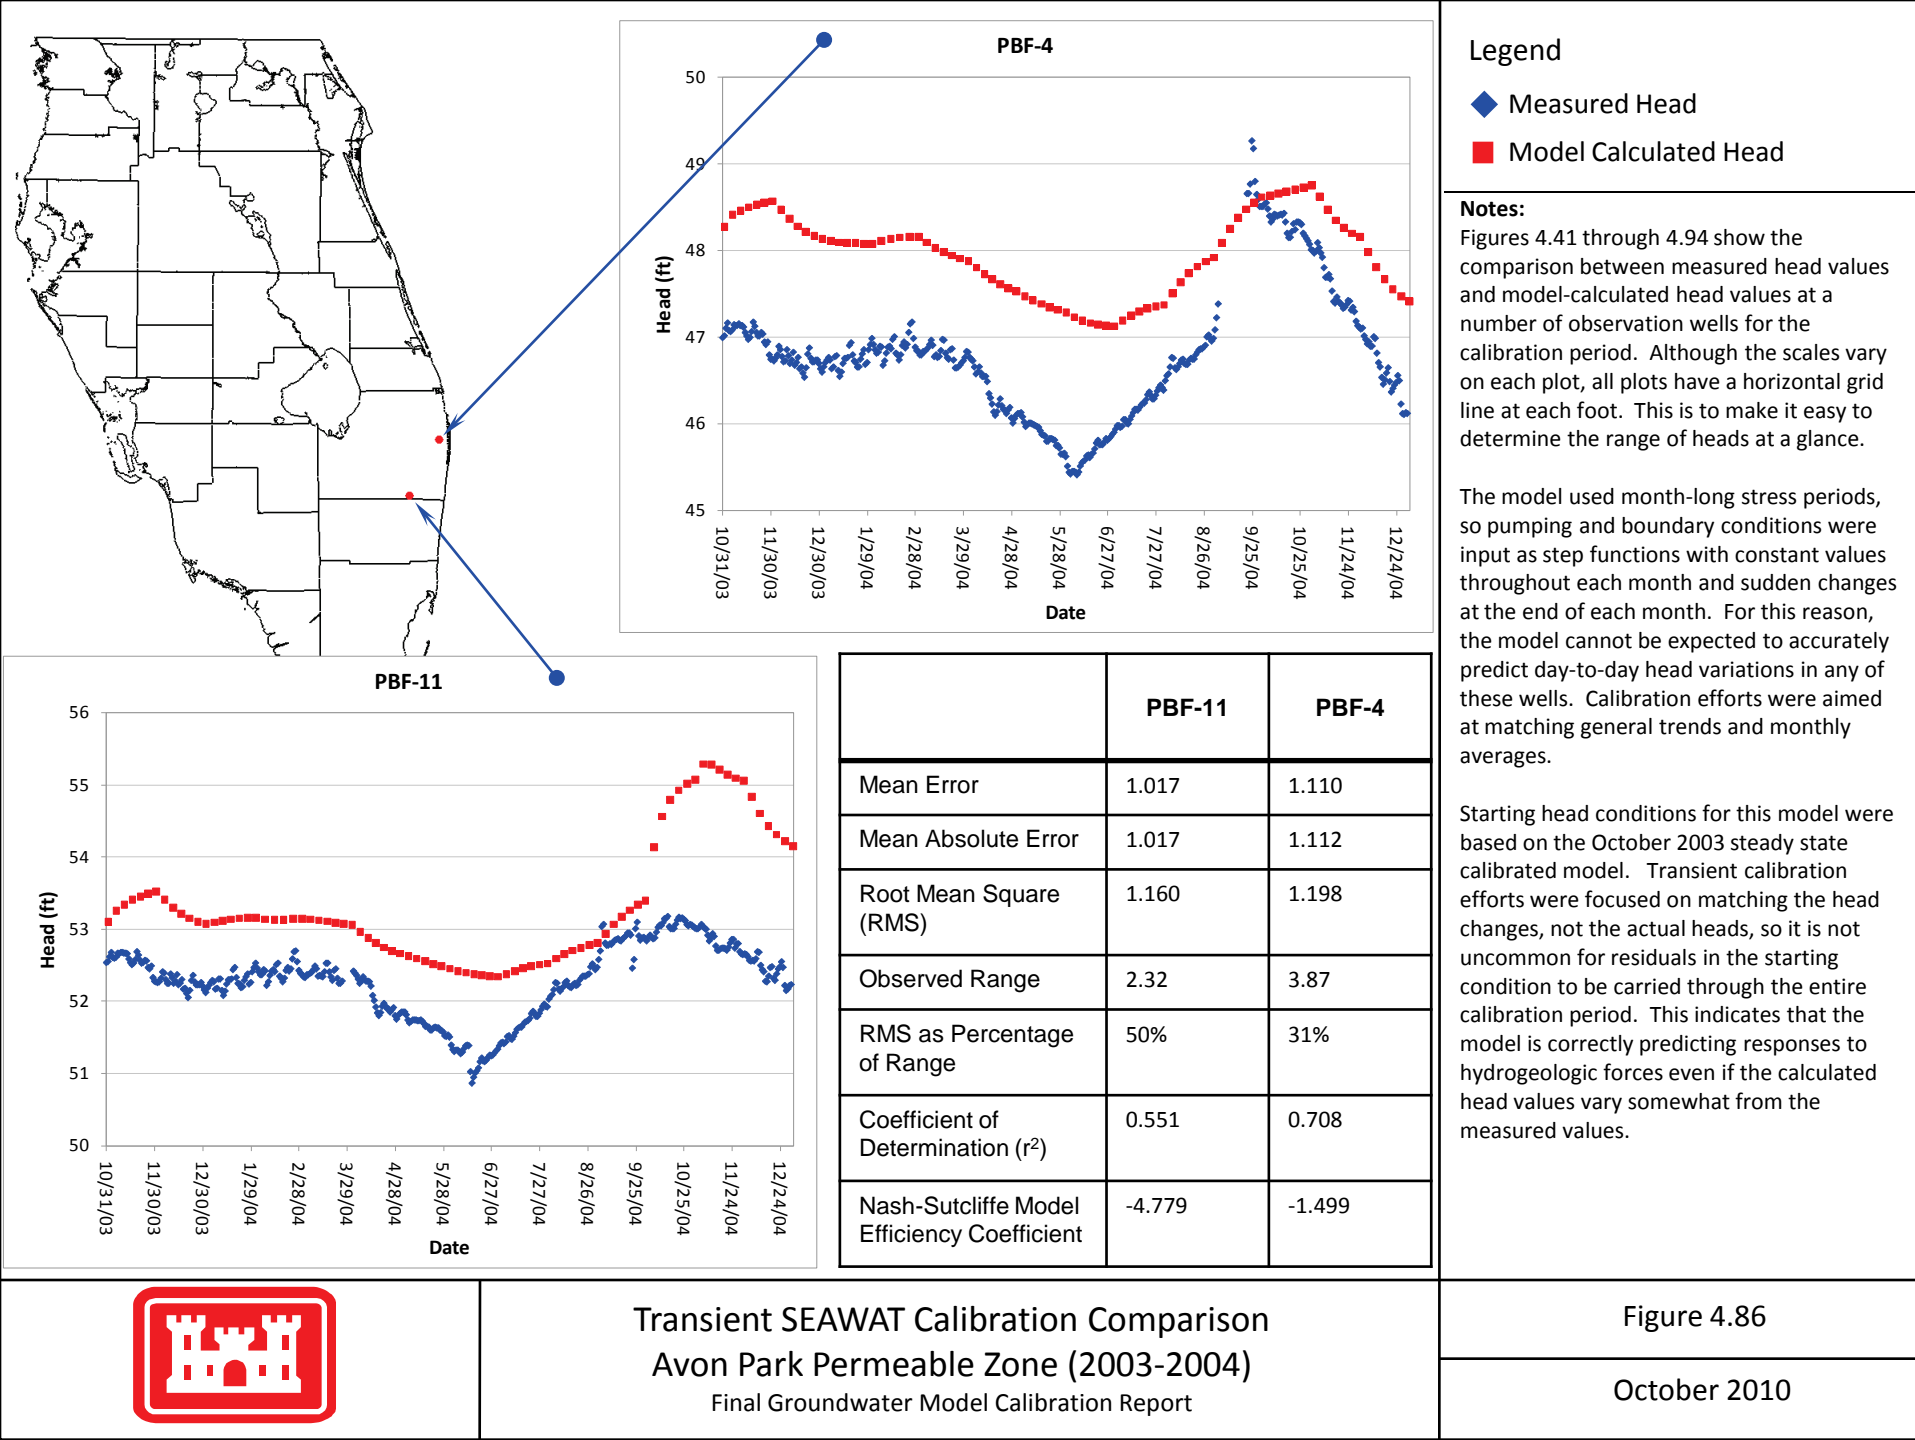 PBF-4
50
49
48
47
46
45
Head (ft)
10/31/03
11/30/03
12/30/03
1/29/04
2/28/04
3/29/04
4/28/04
5/28/04
6/27/04
7/27/04
8/26/04
9/25/04
10/25/04
11/24/04
12/24/04
Date
PBF-11
56
55
54
53
52
51
50
Head (ft)
10/31/03
11/30/03
12/30/03
1/29/04
2/28/04
3/29/04
4/28/04
5/28/04
6/27/04
7/27/04
8/26/04
9/25/04
10/25/04
11/24/04
12/24/04
Date
PBF-11 PBF-4
Mean Error 1.017 1.110
Mean Absolute Error 1.017 1.112
Root Mean Square 1.160 1.198
(RMS)
Observed Range 2.32 3.87
RMS as Percentage 50% 31%
of Range
Coefficient of 0.551 0.708
Determination (r²)
Nash-Sutcliffe Model -4.779 -1.499
Efficiency Coefficient
Legend
Measured Head
Model Calculated Head
Notes:
Figures 4.41 through 4.94 show the
comparison between measured head values
and model-calculated head values at a
number of observation wells for the
calibration period.  Although the scales vary
on each plot, all plots have a horizontal grid
line at each foot.  This is to make it easy to
determine the range of heads at a glance.
The model used month-long stress periods,
so pumping and boundary conditions were
input as step functions with constant values
throughout each month and sudden changes
at the end of each month.  For this reason,
the model cannot be expected to accurately
predict day-to-day head variations in any of
these wells.  Calibration efforts were aimed
at matching general trends and monthly
averages.
Starting head conditions for this model were
based on the October 2003 steady state
calibrated model.   Transient calibration
efforts were focused on matching the head
changes, not the actual heads, so it is not
uncommon for residuals in the starting
condition to be carried through the entire
calibration period.  This indicates that the
model is correctly predicting responses to
hydrogeologic forces even if the calculated
head values vary somewhat from the
measured values.
Transient SEAWAT Calibration Comparison
Avon Park Permeable Zone (2003-2004)
Final Groundwater Model Calibration Report
Figure 4.86
October 2010